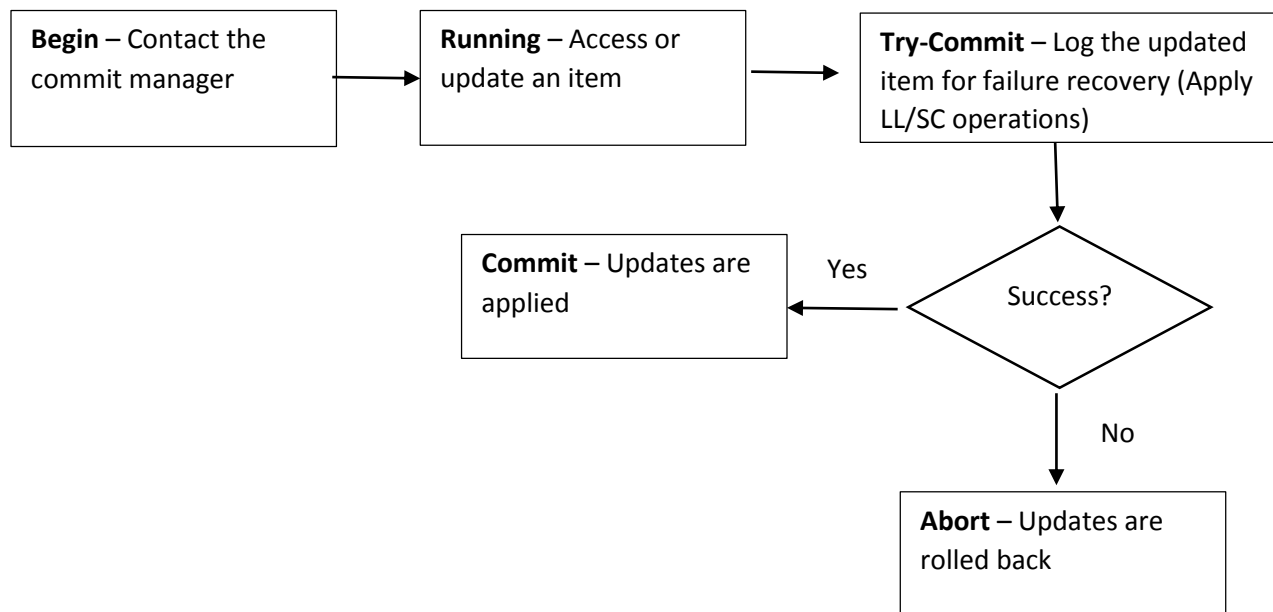 Begin – Contact the
commit manager
Running – Access or
update an item
Try-Commit – Log the updated
item for failure recovery (Apply
LL/SC operations)
Commit – Updates are
applied
Yes
Success?
No
Abort – Updates are
rolled back